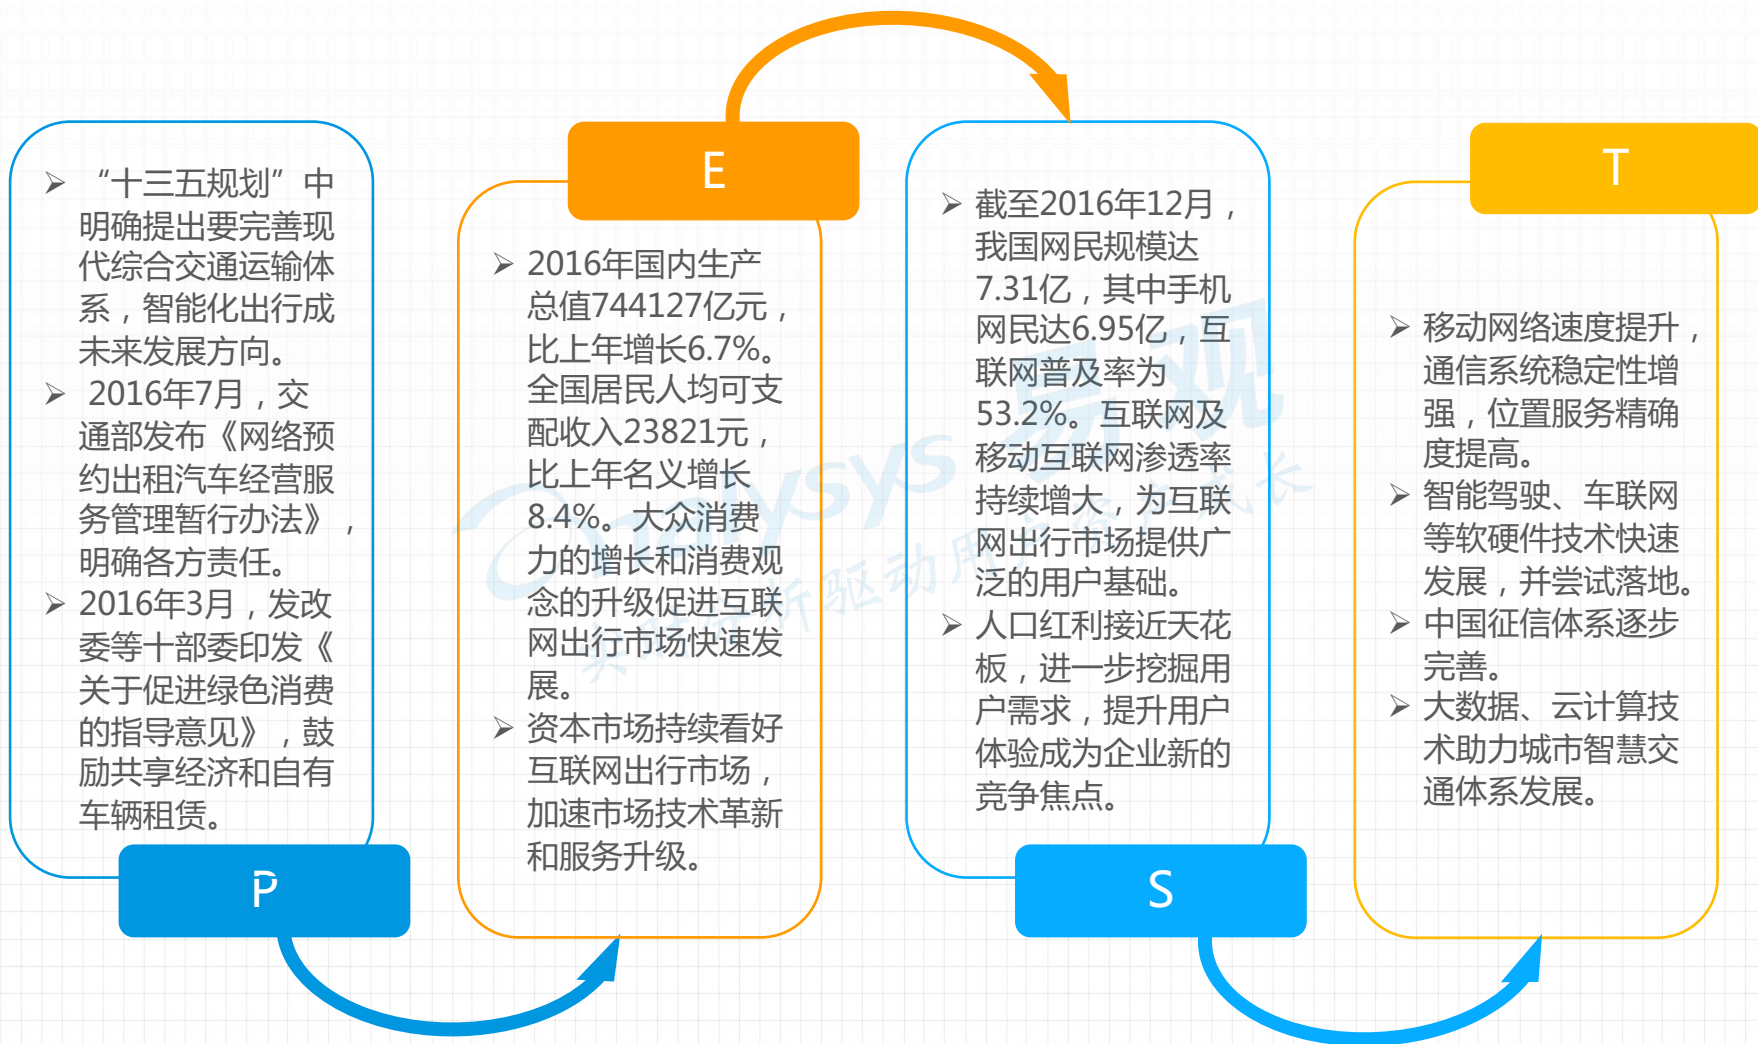 “十三五规划”中
明确提出要完善现
代综合交通运输体
系，智能化出行成
未来发展方向。
2016年7月，交
通部发布《网络预
约出租汽车经营服
务管理暂行办法》，
明确各方责任。
2016年3月，发改
委等十部委印发《
关于促进绿色消费
的指导意见》，鼓
励共享经济和自有
车辆租赁。
P
E
2016年国内生产
总值744127亿元，
比上年增长6.7%。
全国居民人均可支
配收入23821元，
比上年名义增长
8.4%。大众消费
力的增长和消费观
念的升级促进互联
网出行市场快速发
展。
资本市场持续看好
互联网出行市场，
加速市场技术革新
和服务升级。
截至2016年12月，
我国网民规模达
7.31亿，其中手机
网民达6.95亿，互
联网普及率为
53.2%。互联网及
移动互联网渗透率
持续增大，为互联
网出行市场提供广
泛的用户基础。
人口红利接近天花
板，进一步挖掘用
户需求，提升用户
体验成为企业新的
竞争焦点。
S
T
移动网络速度提升，
通信系统稳定性增
强，位置服务精确
度提高。
智能驾驶、车联网
等软硬件技术快速
发展，并尝试落地。
中国征信体系逐步
完善。
大数据、云计算技
术助力城市智慧交
通体系发展。
Analysys 易观
实时分析驱动用户资产成长